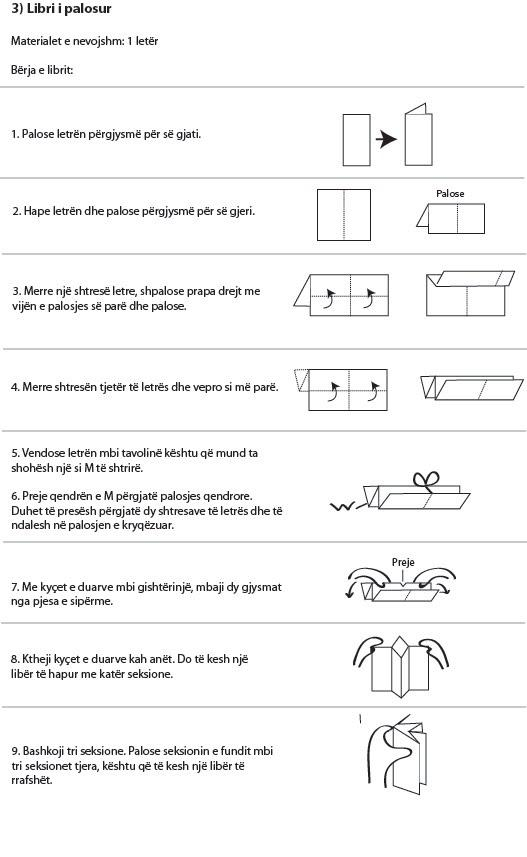 3) Libri i palosur
Materialet e nevojshm: 1 letër
Bërja e librit:
1. Palose letrën përgjysmë për së gjati.
2. Hape letrën dhe palose përgjysmë për së gjeri.
Palose
3. Merre një shtresë letre, shpalose prapa drejt me
vijën e palosjes së parë dhe palose.
4. Merre shtresën tjetër të letrës dhe vepro si më parë.
5. Vendose letrën mbi tavolinë kështu që mund ta
shohësh një si M të shtrirë.
6. Preje qendrën e M përgjatë palosjes qendrore.
Duhet të presësh përgjatë dy shtresave të letrës dhe të
ndalesh në palosjen e kryqëzuar.
Preje
7. Me kyçet e duarve mbi gishtërinjë, mbaji dy gjysmat
nga pjesa e sipërme.
8. Ktheji kyçet e duarve kah anët. Do të kesh një
libër të hapur me katër seksione.
9. Bashkoji tri seksione. Palose seksionin e fundit mbi
tri seksionet tjera, kështu që të kesh një libër të
rrafshët.